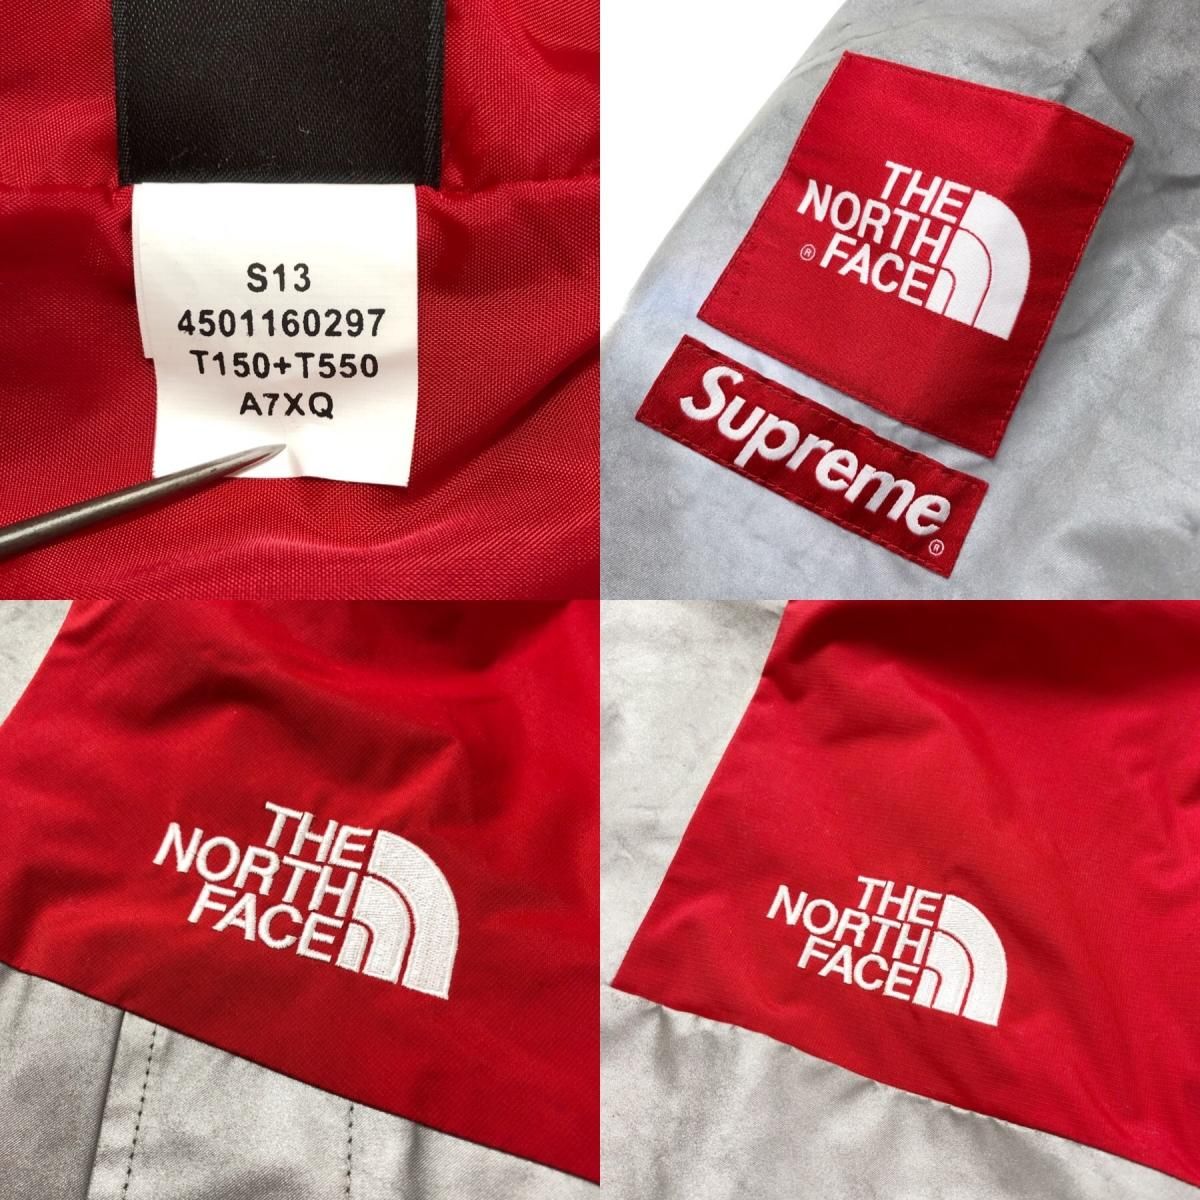 S13
4501160297
T150+T550
A7XQ
THE
NORTH
® FACE
Supreme
®
THE
NORTH
FACE
THE
NORTH
FACE